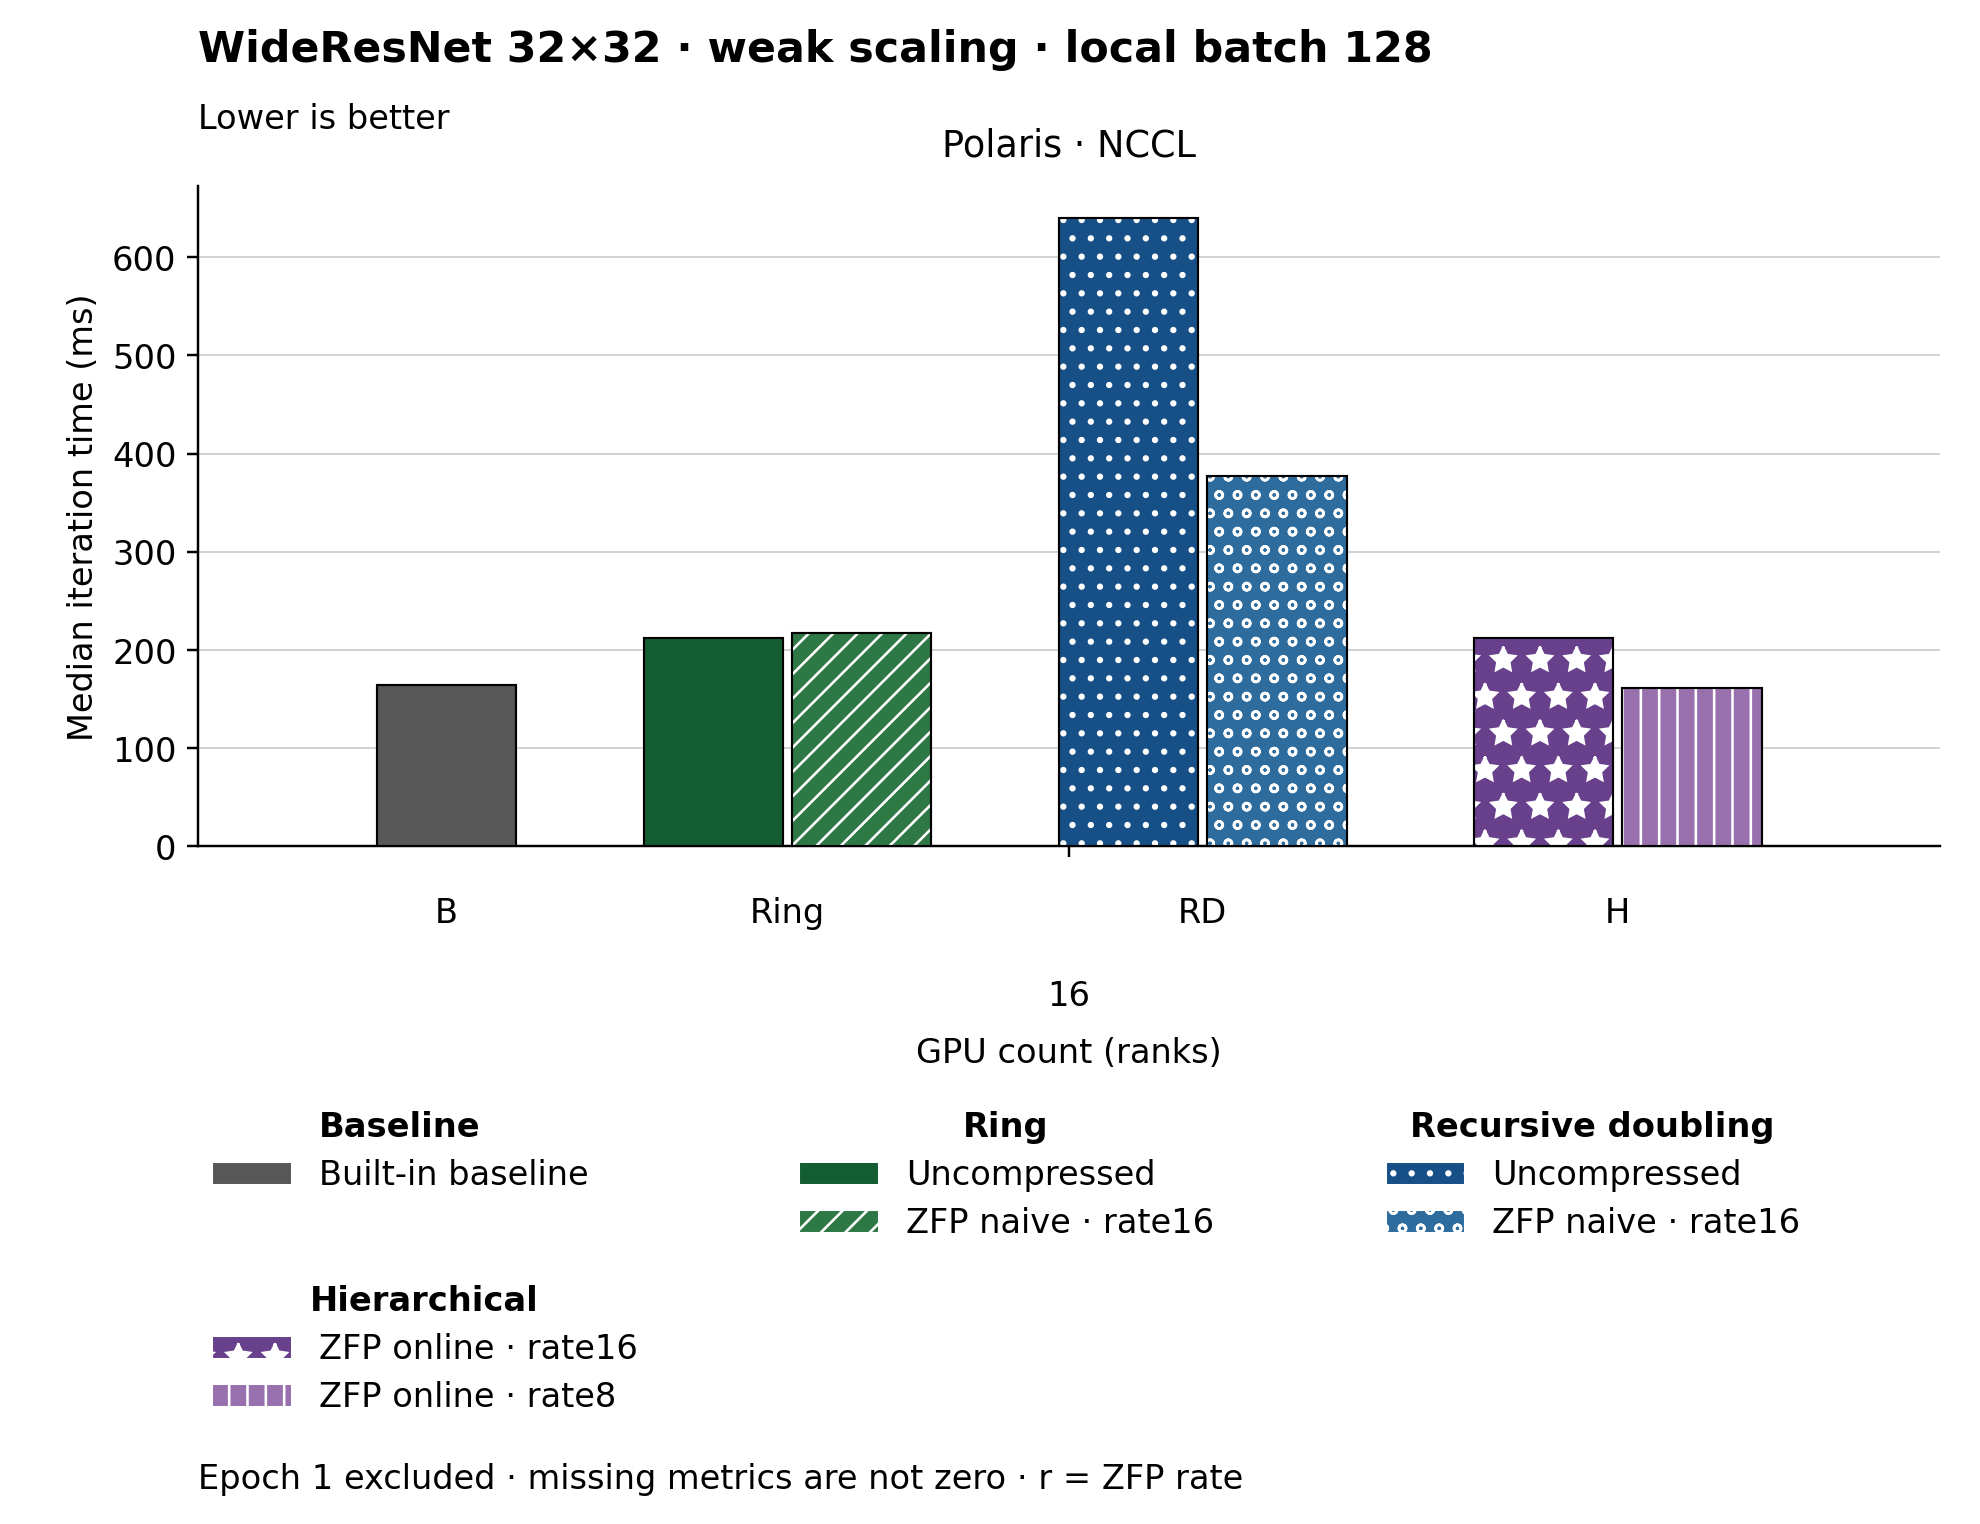 WideResNet 32×32 · weak scaling · local batch 128
Lower is better
Polaris · NCCL
Median iteration time (ms)
600
500
400
300
200
100
0
B Ring RD H
16
GPU count (ranks)
Baseline
Built-in baseline
Ring
Uncompressed
ZFP naive · rate16
Recursive doubling
Uncompressed
ZFP naive · rate16
Hierarchical
ZFP online · rate16
ZFP online · rate8
Epoch 1 excluded · missing metrics are not zero · r = ZFP rate